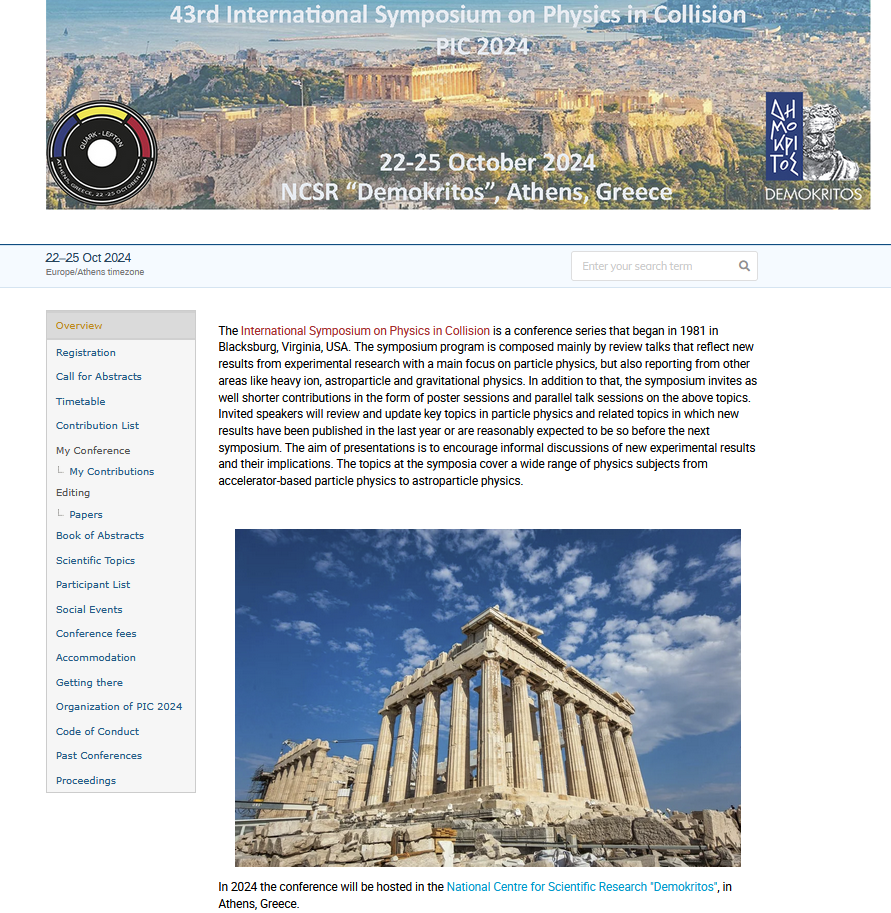 43rd International Symposium on Physics in Collision
PIC 2024
QUARK - LEPTON
ATHENS GREECE, 22 -25 OCTOBER 2024
ΔΗ
ΜΟ
ΚΡΙ
ΤΟΣ
22-25 October 2024
NCSR “Demokritos”, Athens, Greece
DEMOKRITOS
22–25 Oct 2024
Europe/Athens timezone
Enter your search term
Overview
Registration
Call for Abstracts
Timetable
Contribution List
My Conference
My Contributions
Editing
Papers
Book of Abstracts
Scientific Topics
Participant List
Social Events
Conference fees
Accommodation
Getting there
Organization of PIC 2024
Code of Conduct
Past Conferences
Proceedings
The International Symposium on Physics in Collision is a conference series that began in 1981 in
Blacksburg, Virginia, USA. The symposium program is composed mainly by review talks that reflect new
results from experimental research with a main focus on particle physics, but also reporting from other
areas like heavy ion, astroparticle and gravitational physics. In addition to that, the symposium invites as
well shorter contributions in the form of poster sessions and parallel talk sessions on the above topics.
Invited speakers will review and update key topics in particle physics and related topics in which new
results have been published in the last year or are reasonably expected to be so before the next
symposium. The aim of presentations is to encourage informal discussions of new experimental results
and their implications. The topics at the symposia cover a wide range of physics subjects from
accelerator-based particle physics to astroparticle physics.
In 2024 the conference will be hosted in the National Centre for Scientific Research "Demokritos", in
Athens, Greece.